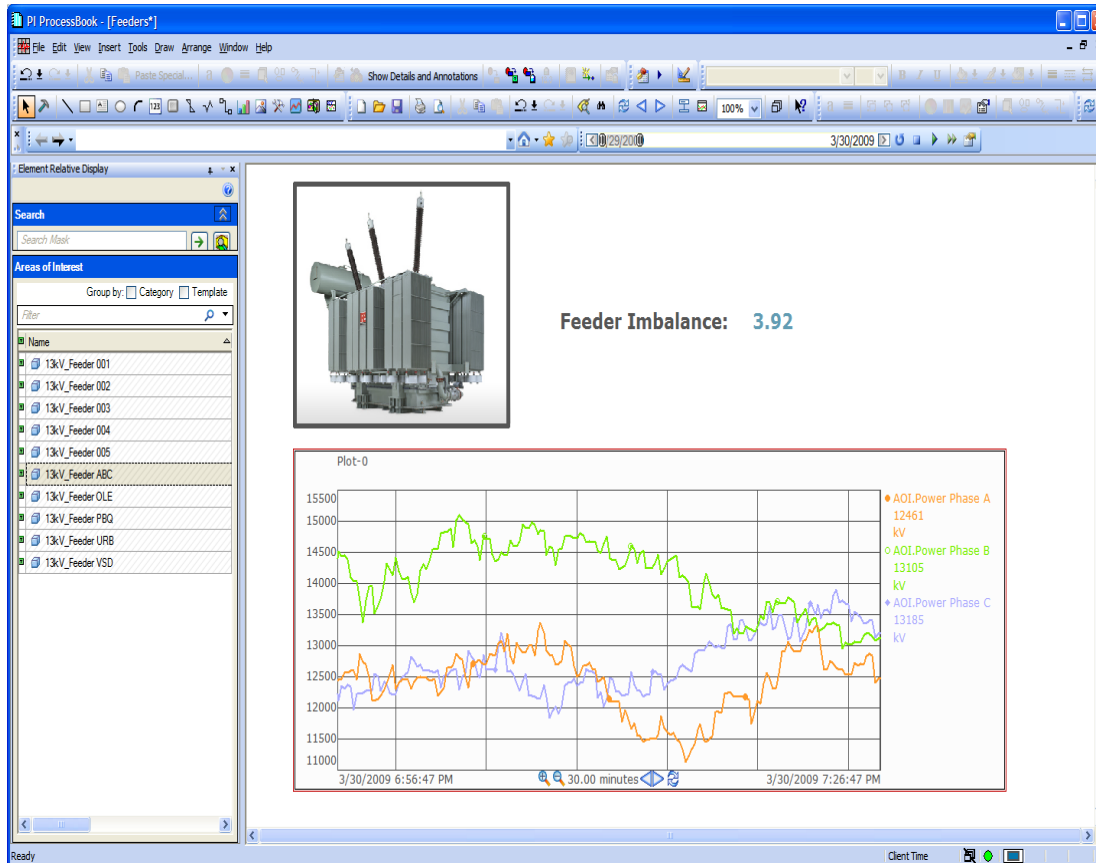 PI ProcessBook - [Feeders*]
File Edit View Insert Tools Draw Arrange Window Help
Paste Special... Show Details and Annotations B I U
123 100%
3/30/2009
Element Relative Display
Search
Search Mask
Areas of Interest
Group by: Category Template
Filter
Name
13kV_Feeder 001
13kV_Feeder 002
13kV_Feeder 003
13kV_Feeder 004
13kV_Feeder 005
13kV_Feeder ABC
13kV_Feeder OLE
13kV_Feeder PBQ
13kV_Feeder URB
13kV_Feeder VSD
Feeder Imbalance: 3.92
Plot-0
15500
15000
14500
14000
13500
13000
12500
12000
11500
11000
AOI.Power Phase A
12461
kV
AOI.Power Phase B
13105
kV
AOI.Power Phase C
13185
kV
3/30/2009 6:56:47 PM 30.00 minutes 3/30/2009 7:26:47 PM
Ready Client Time